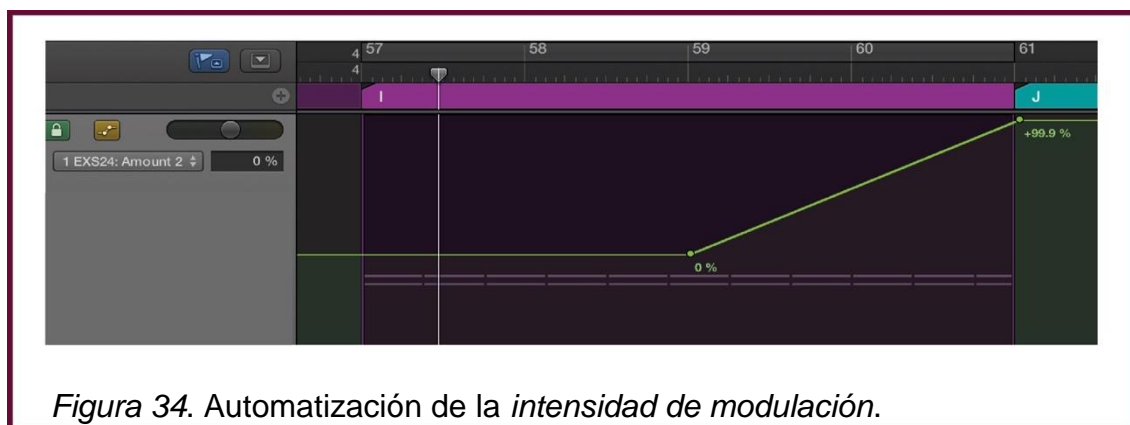 4 57 58 59 60 61
4
I J
+99.9 %
1 EXS24: Amount 2 0 %
0 %
Figura 34. Automatización de la intensidad de modulación.